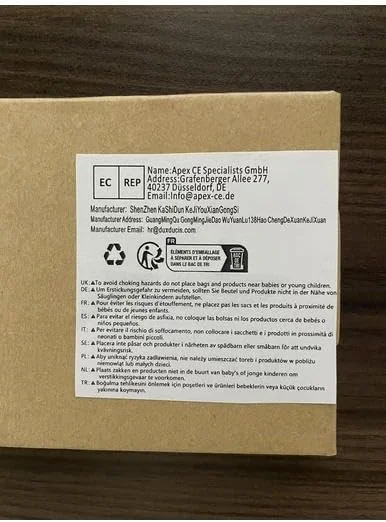 EC REP
Name:Apex CE Specialists GmbH
Address:Grafenberger Allee 277,
40237 Düsseldorf, DE
Email:Info@apex-ce.de
Manufacturer: ShenZhen KaShiDun KeJiYouXianGongSi
Manufacturer Address: GuangMingQu GongMingJieDao WuYuanLu138Hao ChengDeXuanKeJiXuan
Manufacturer Email: hr@duxducis.com
FR
ÉLÉMENTS D'EMBALLAGE
À SÉPARER ET À DÉPOSER
DANS LE BAC DE TRI
UK:⚠To avoid choking hazards do not place bags and products near babies or young children.
DE:⚠Um Erstickungsgefahr zu vermeiden, sollten Sie Beutel und Produkte nicht in der Nähe von
Säuglingen oder Kleinkindern aufstellen.
FR:⚠Pour éviter les risques d'étouffement, ne placez pas les sacs et les produits à proximité de
bébés ou de jeunes enfants.
ES:⚠Para evitar el riesgo de asfixia, no coloque las bolsas ni los productos cerca de bebés o
niños pequeños.
IT:⚠Per evitare il rischio di soffocamento, non collocare i sacchetti e i prodotti in prossimità di
neonati o bambini piccoli.
SE:⚠Placera inte påsar och produkter i närheten av spädbarn eller småbarn för att undvika
kvävningsrisk.
PL:⚠Aby uniknąć ryzyka zadławienia, nie należy umieszczać toreb i produktów w pobliżu
niemowląt lub małych dzieci.
NL:⚠Plaats zakken en producten niet in de buurt van baby's of jonge kinderen om
verstikkingsgevaar te voorkomen.
TR:⚠Boğulma tehlikesini önlemek için poşetleri ve ürünleri bebeklerin veya küçük çocukların
yakınına koymayın.